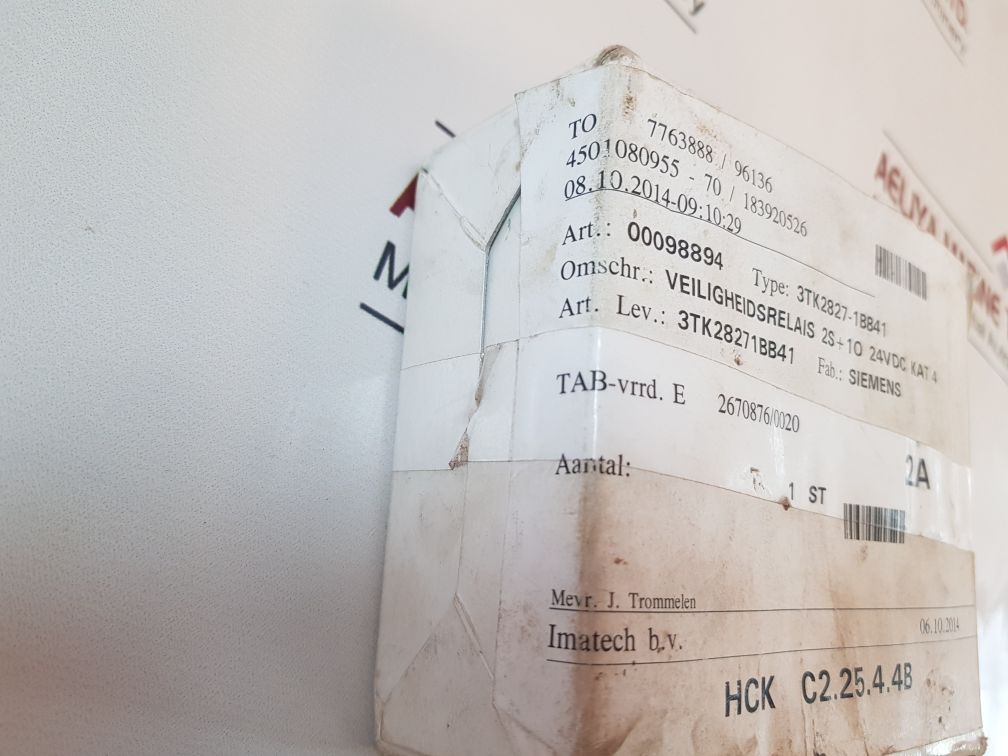 TO 7763888 / 96136
4501080955 - 70 / 183920526
08.10.2014-09:10:29
Art.: 00098894 Type: 3TK2827-1BB41
Omschr.: VEILIGHEIDSRELAIS 2S+1O 24VDC KAT 4
Art. Lev.: 3TK28271BB41 Fab.: SIEMENS
TAB-vrrd. E 2670876/0020
2A
Aantal: 1 ST
Mevr. J. Trommelen
06.10.2014
Imatech b.v.
HCK C2.25.4.4B
AELIYA MARINE